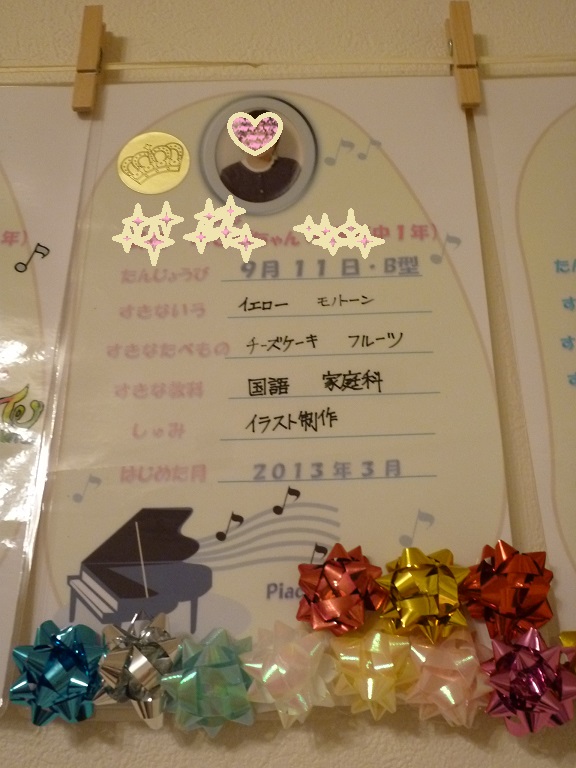 ちゃん 中1年)
たんじょうび 9月11日・B型
すきないろ イエロー モノトーン
すきなたべもの チーズケーキ フルーツ
すきな教科 国語 家庭科
しゅみ イラスト制作
はじめた月 2013年3月
年)